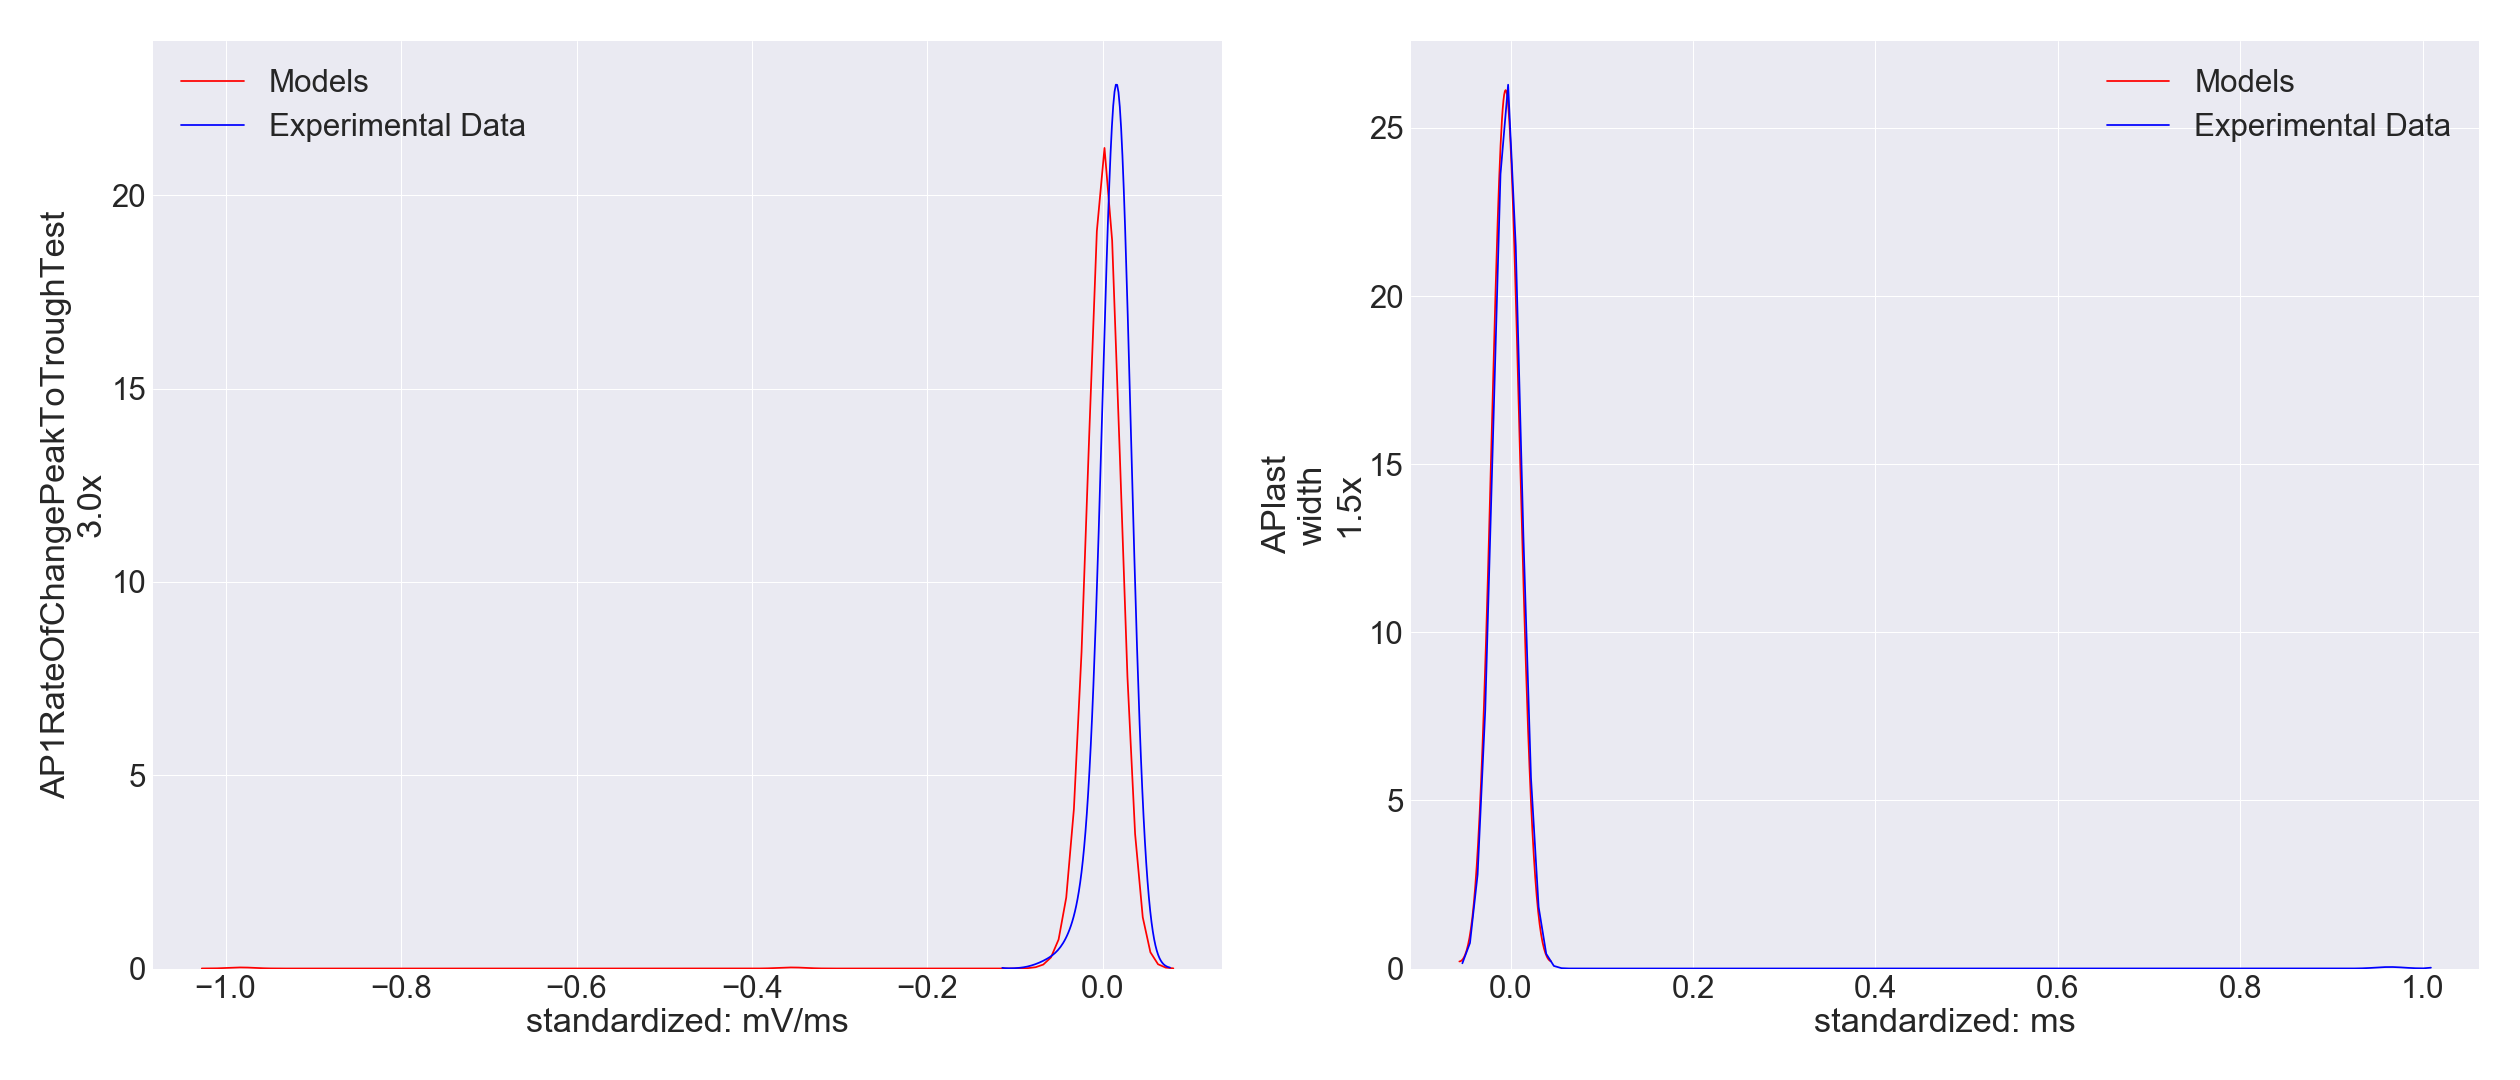 AP1RateOfChangePeakToTroughTest
3.0x
Models
Experimental Data
20
15
10
5
0
−1.0 −0.8 −0.6 −0.4 −0.2 0.0
standardized: mV/ms
APlast
width
1.5x
Models
Experimental Data
25
20
15
10
5
0
0.0 0.2 0.4 0.6 0.8 1.0
standardized: ms